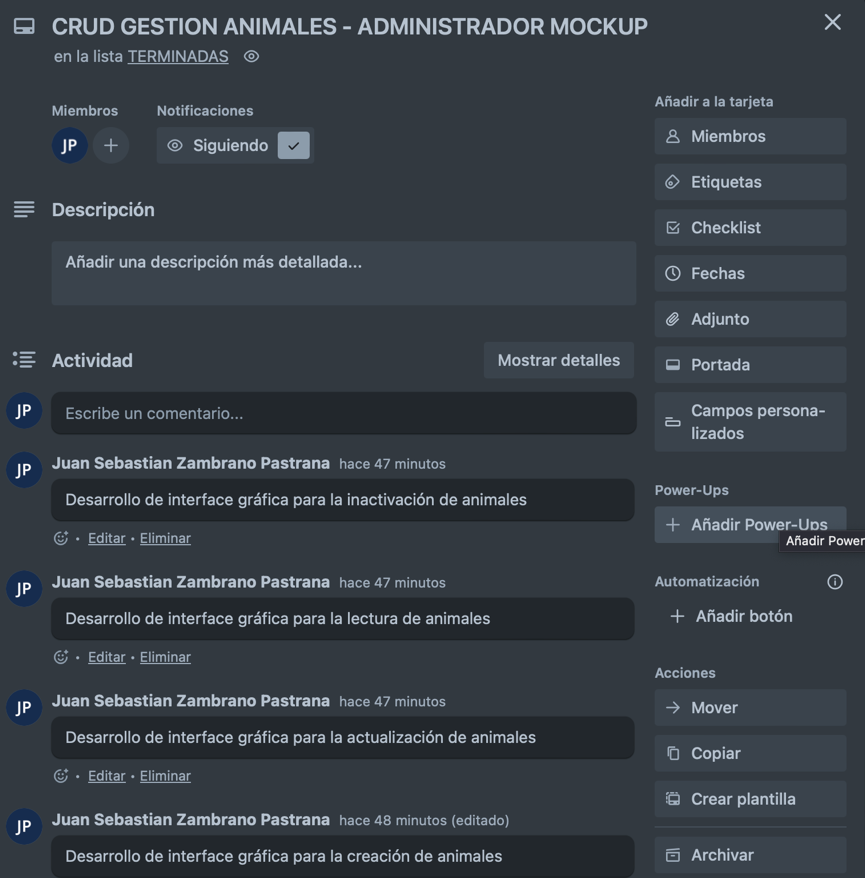 CRUD GESTION ANIMALES - ADMINISTRADOR MOCKUP
en la lista TERMINADAS
Miembros
Notificaciones
JP
Siguiendo
Descripción
Añadir una descripción más detallada...
Actividad
Mostrar detalles
JP
Escribe un comentario...
JP
Juan Sebastian Zambrano Pastrana hace 47 minutos
Desarrollo de interface gráfica para la inactivación de animales
• Editar • Eliminar
JP
Juan Sebastian Zambrano Pastrana hace 47 minutos
Desarrollo de interface gráfica para la lectura de animales
• Editar • Eliminar
JP
Juan Sebastian Zambrano Pastrana hace 47 minutos
Desarrollo de interface gráfica para la actualización de animales
• Editar • Eliminar
JP
Juan Sebastian Zambrano Pastrana hace 48 minutos (editado)
Desarrollo de interface gráfica para la creación de animales
Añadir a la tarjeta
Miembros
Etiquetas
Checklist
Fechas
Adjunto
Portada
Campos persona-
lizados
Power-Ups
Añadir Power-Ups
Añadir Power
Automatización
Añadir botón
Acciones
Mover
Copiar
Crear plantilla
Archivar